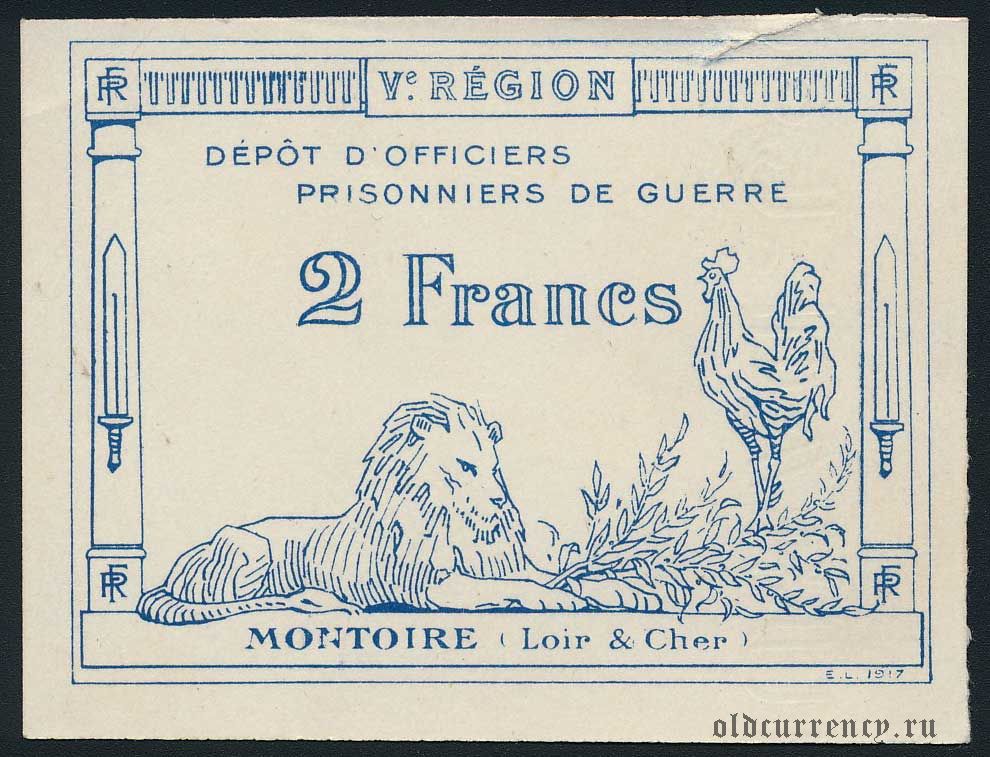 RF Ve. RÉGION RF
DÉPÔT D'OFFICIERS
PRISONNIERS DE GUERRE
2 Francs
RF RF
MONTOIRE (Loir & Cher)
E.L. 1917
oldcurrency.ru